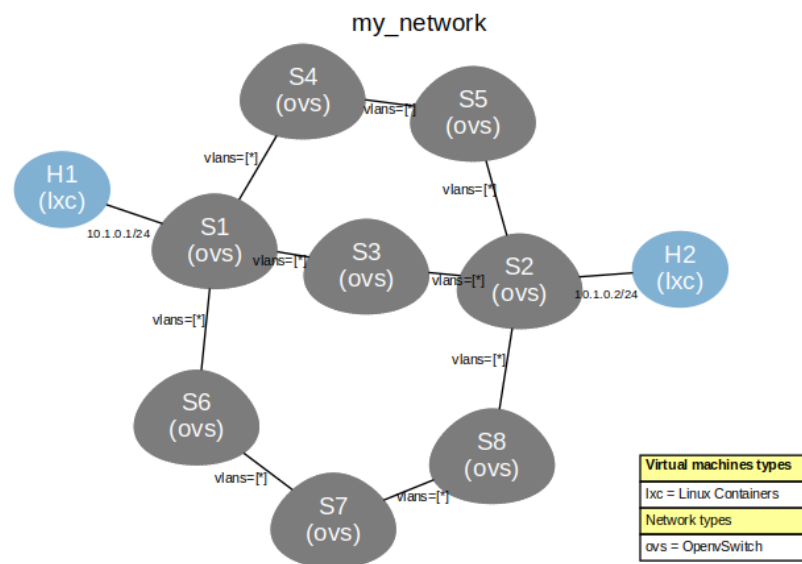 my_network
S4
(ovs)
S5
(ovs)
vlans=[*]
vlans=[*]
H1
(lxc)
vlans=[*]
10.1.0.1/24
S1
(ovs)
vlans=[*]
S3
(ovs)
vlans=[*]
S2
(ovs)
H2
(lxc)
10.1.0.2/24
vlans=[*]
vlans=[*]
S6
(ovs)
S8
(ovs)
vlans=[*]
vlans=[*]
S7
(ovs)
Virtual machines types
lxc = Linux Containers
Network types
ovs = OpenvSwitch